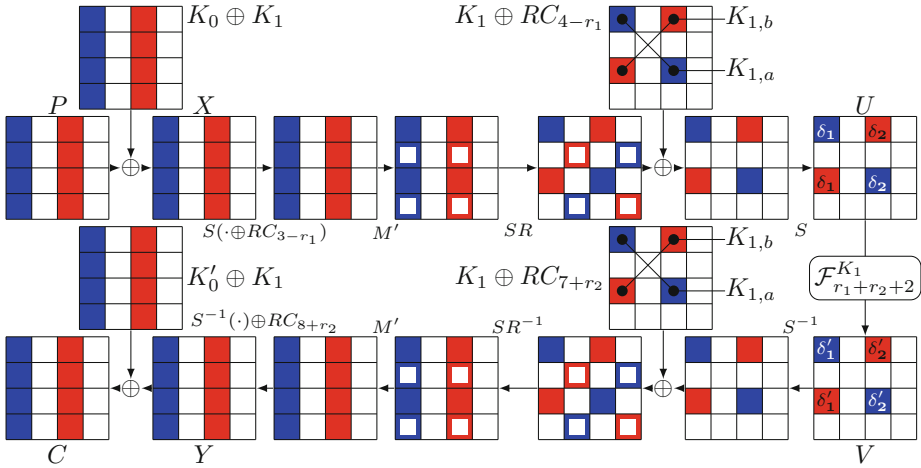 K_0 ⊕ K_1
K_1 ⊕ RC_{4−r_1}
K_{1,b}
K_{1,a}
P
X
U
⊕
⊕
δ_1
δ_2
δ_1
δ_2
S(·⊕RC_{3−r_1})
M′
SR
S
K′_0 ⊕ K_1
K_1 ⊕ RC_{7+r_2}
K_{1,b}
K_{1,a}
F^{K_1}_{r_1+r_2+2}
S^{−1}(·)⊕RC_{8+r_2}
M′
SR^{−1}
S^{−1}
⊕
⊕
δ′_1
δ′_2
δ′_1
δ′_2
C
Y
V